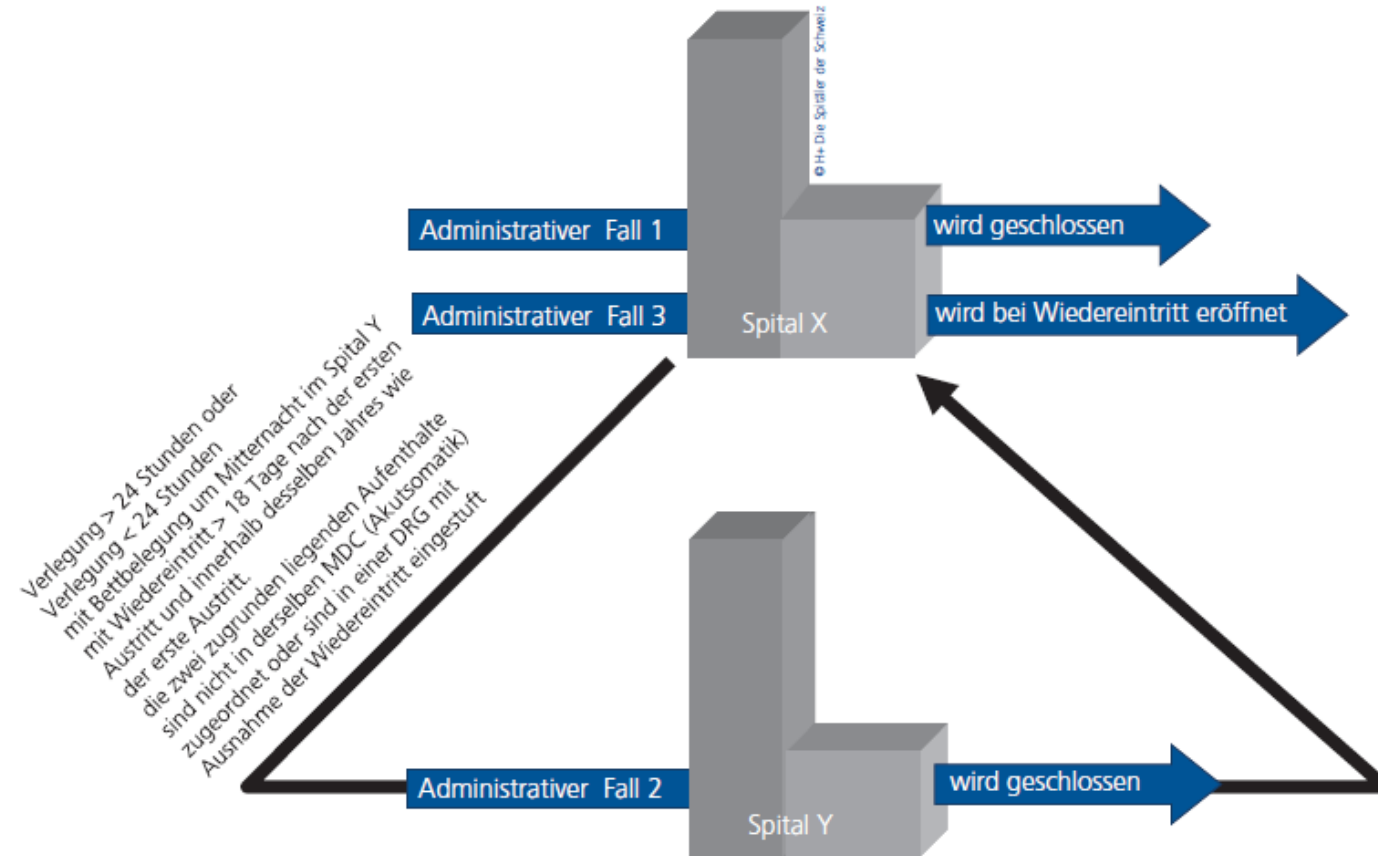 © H+ Die Spitäler der Schweiz
Administrativer Fall 1
wird geschlossen
Administrativer Fall 3
Spital X
wird bei Wiedereintritt eröffnet
Verlegung > 24 Stunden oder
Verlegung < 24 Stunden
mit Bettbelegung um Mitternacht im Spital Y
mit Wiedereintritt > 18 Tage nach der ersten
Austritt und innerhalb desselben Jahres wie
der erste Austritt.
die zwei zugrunden liegenden Aufenthalte
sind nicht in derselben MDC (Akutsomatik)
zugeordnet oder sind in einer DRG mit
Ausnahme der Wiedereintritt eingestuft
Administrativer Fall 2
Spital Y
wird geschlossen